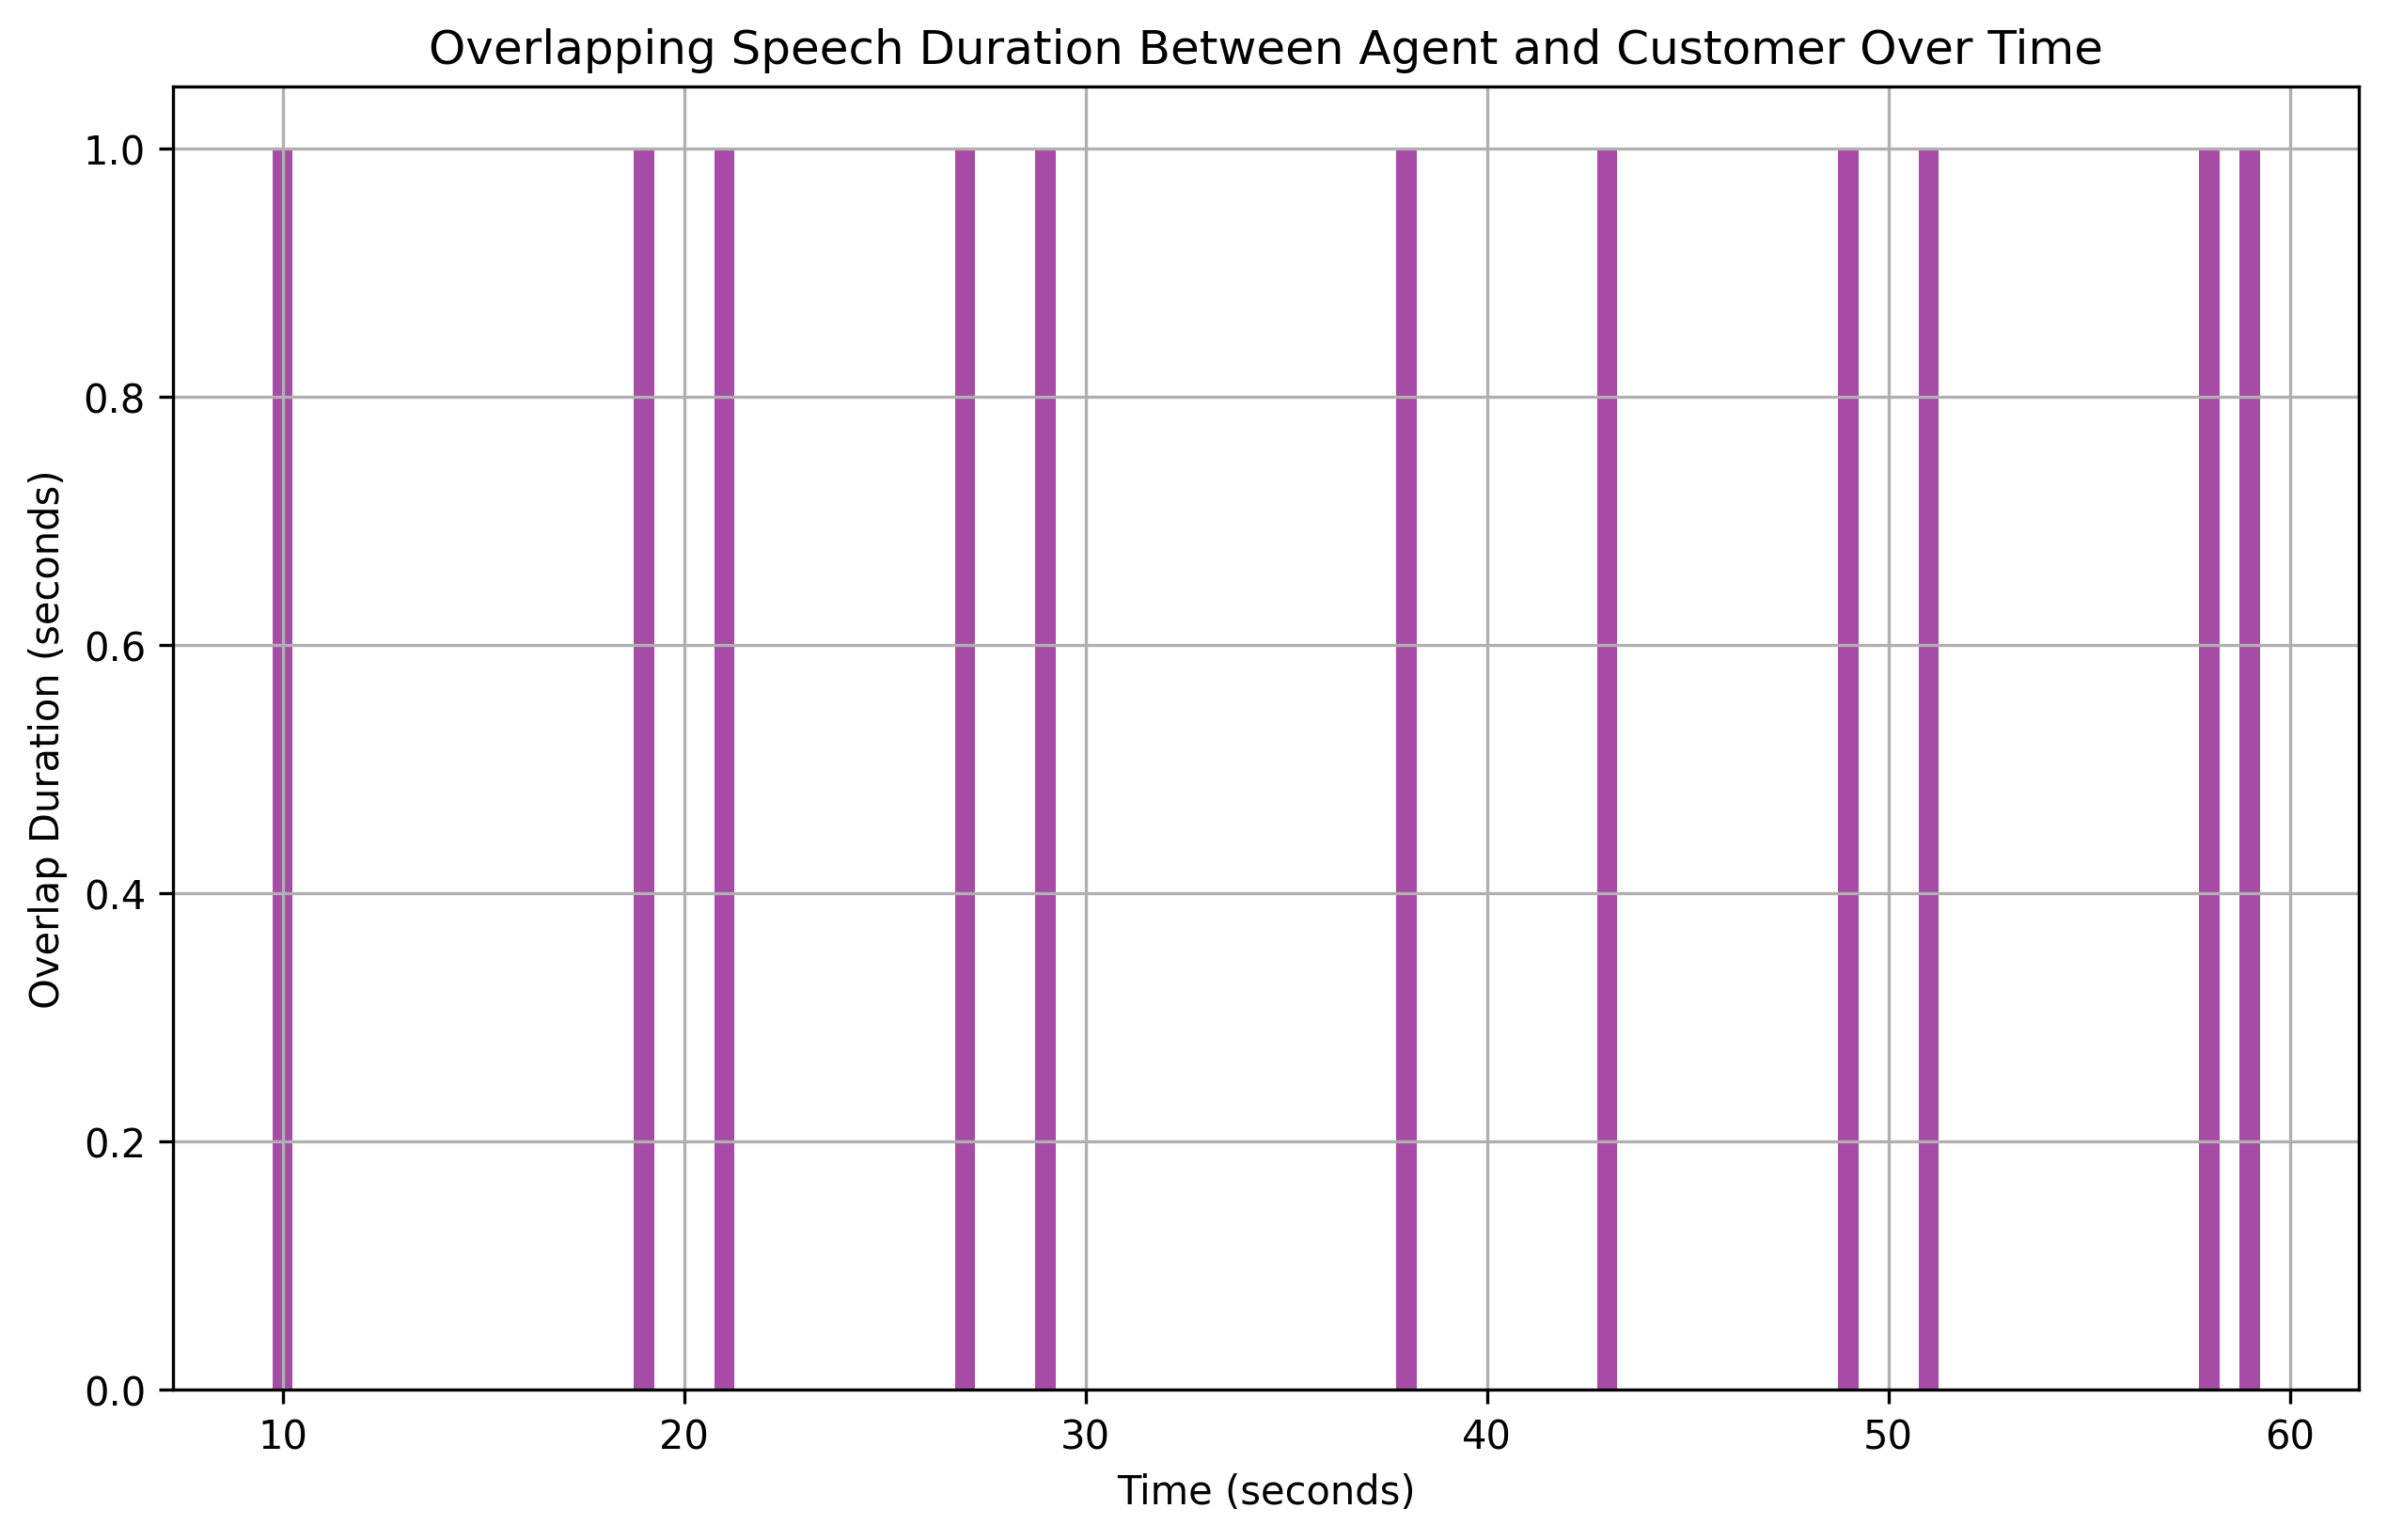 Overlapping Speech Duration Between Agent and Customer Over Time
Overlap Duration (seconds)
1.0
0.8
0.6
0.4
0.2
0.0
10 20 30 40 50 60
Time (seconds)